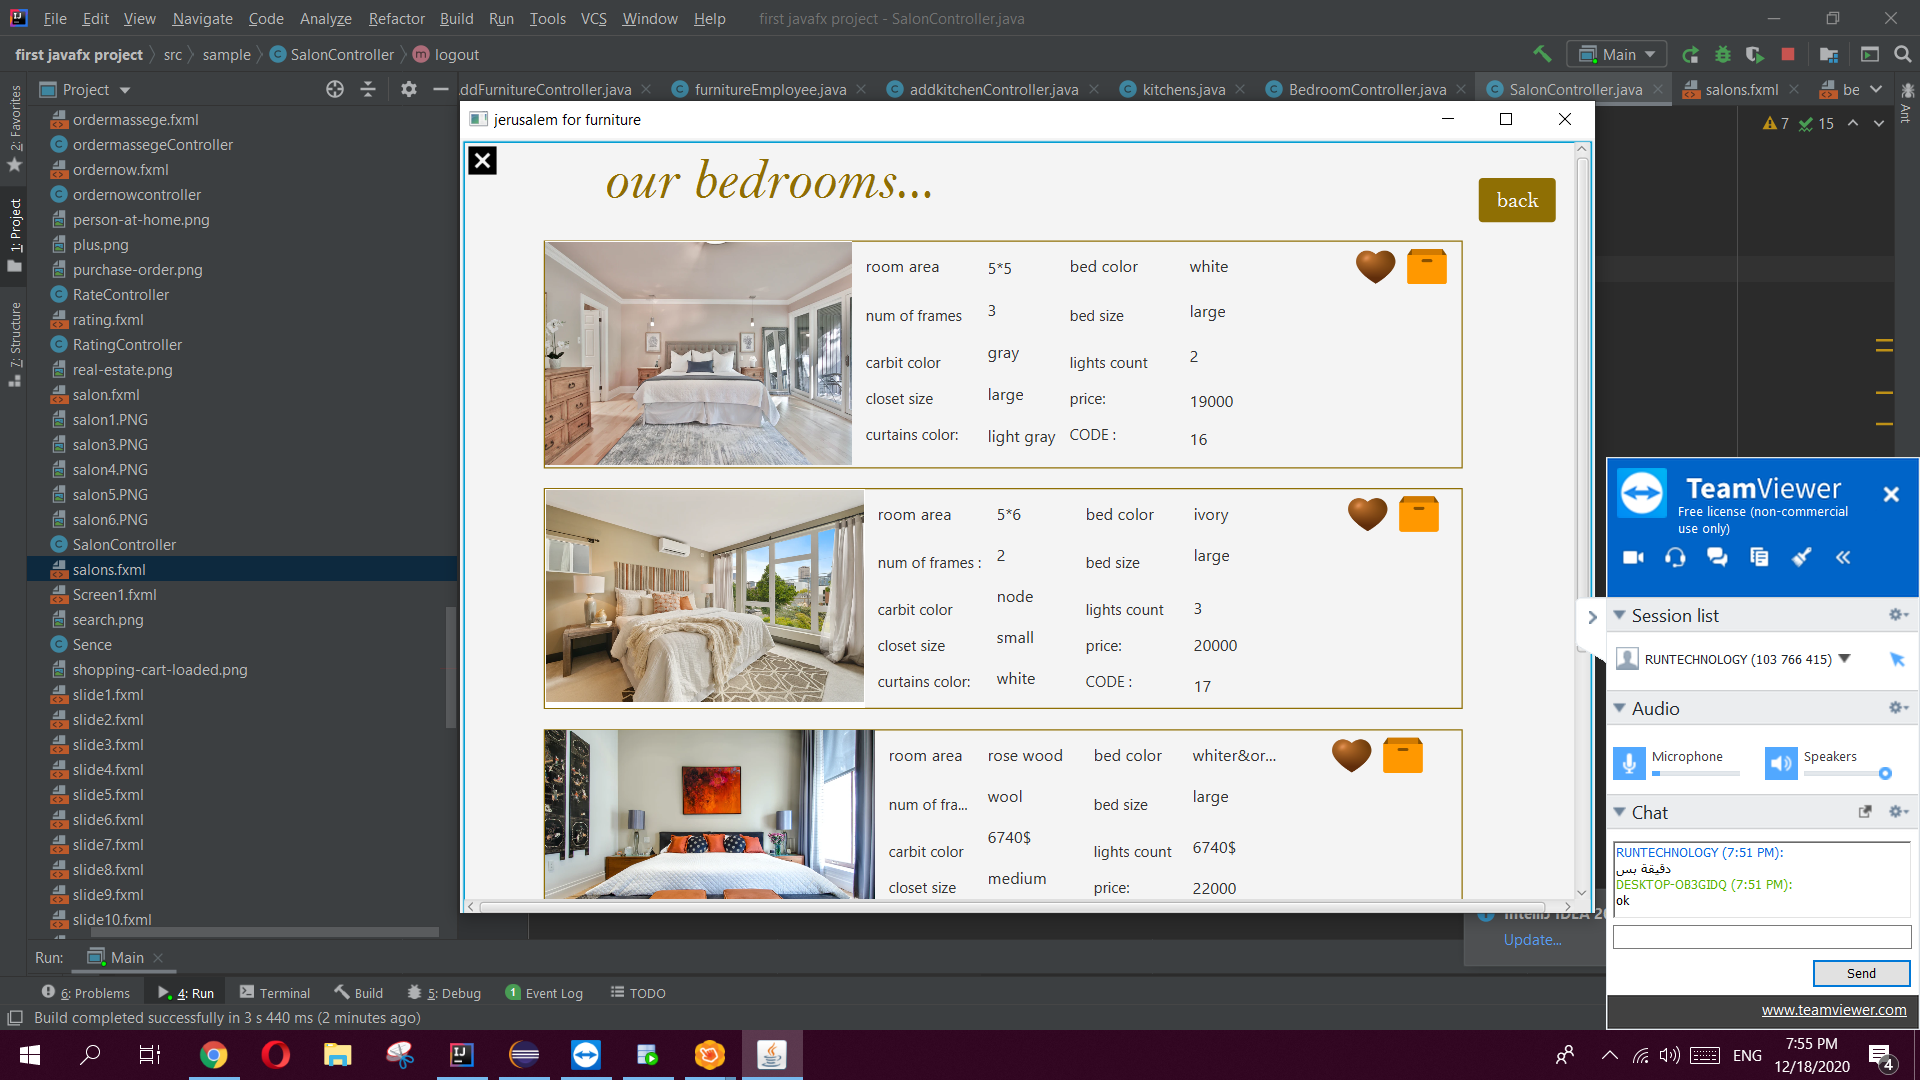 File Edit View Navigate Code Analyze Refactor Build Run Tools VCS Window Help first javafx project - SalonController.java
first javafx project src sample SalonController logout
Main
Project
ddFurnitureController.java furnitureEmployee.java addkitchenController.java kitchens.java BedroomController.java SalonController.java salons.fxml be
2: Favorites
1: Project
7: Structure
Ant
7 15
ordermassege.fxml
ordermassegeController
ordernow.fxml
ordernowcontroller
person-at-home.png
plus.png
purchase-order.png
RateController
rating.fxml
RatingController
real-estate.png
salon.fxml
salon1.PNG
salon3.PNG
salon4.PNG
salon5.PNG
salon6.PNG
SalonController
salons.fxml
Screen1.fxml
search.png
Sence
shopping-cart-loaded.png
slide1.fxml
slide2.fxml
slide3.fxml
slide4.fxml
slide5.fxml
slide6.fxml
slide7.fxml
slide8.fxml
slide9.fxml
slide10.fxml
jerusalem for furniture
our bedrooms...
back
room area 5*5 bed color white
num of frames 3 bed size large
carbit color gray lights count 2
closet size large price: 19000
curtains color: light gray CODE : 16
room area 5*6 bed color ivory
num of frames : 2 bed size large
carbit color node lights count 3
closet size small price: 20000
curtains color: white CODE : 17
room area rose wood bed color whiter&or...
num of fra... wool bed size large
carbit color 6740$ lights count 6740$
closet size medium price: 22000
IntelliJ IDEA 20
Update...
TeamViewer
Free license (non-commercial
use only)
Session list
RUNTECHNOLOGY (103 766 415)
Audio
Microphone Speakers
Chat
RUNTECHNOLOGY (7:51 PM):
دقيقة بس
DESKTOP-OB3GIDQ (7:51 PM):
ok
Send
www.teamviewer.com
Run: Main
6: Problems 4: Run Terminal Build 5: Debug 1 Event Log TODO
Build completed successfully in 3 s 440 ms (2 minutes ago)
ENG
7:55 PM
12/18/2020
4